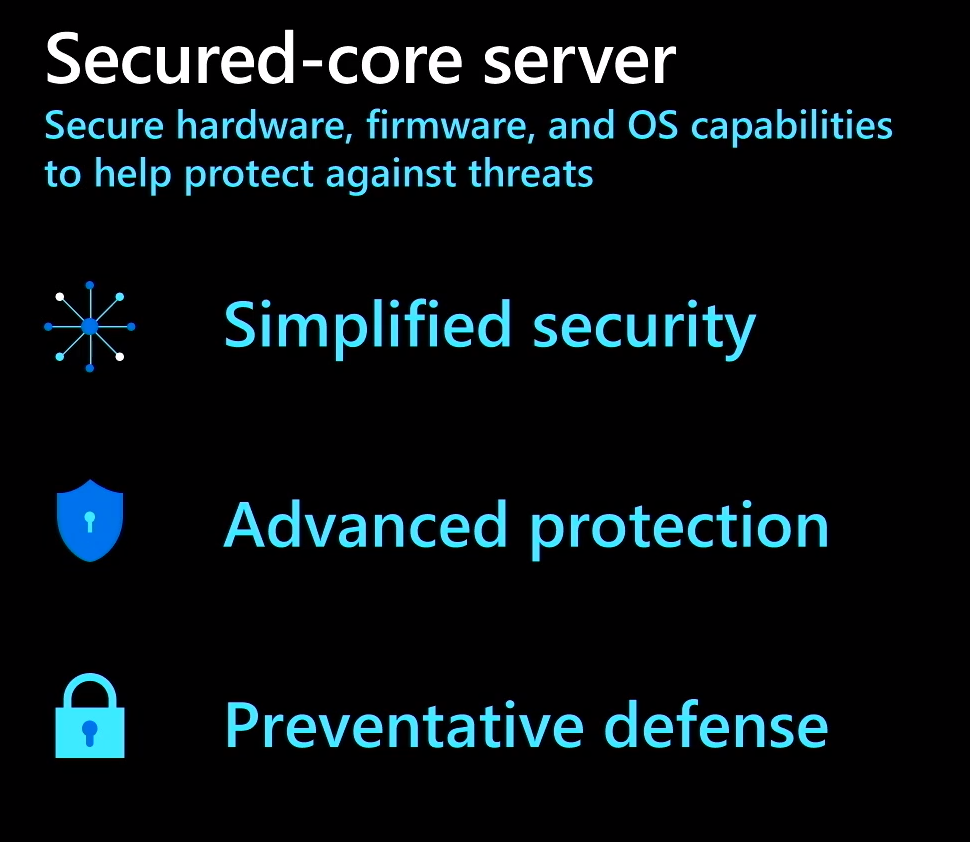 Secured-core server
Secure hardware, firmware, and OS capabilities
to help protect against threats
Simplified security
Advanced protection
Preventative defense